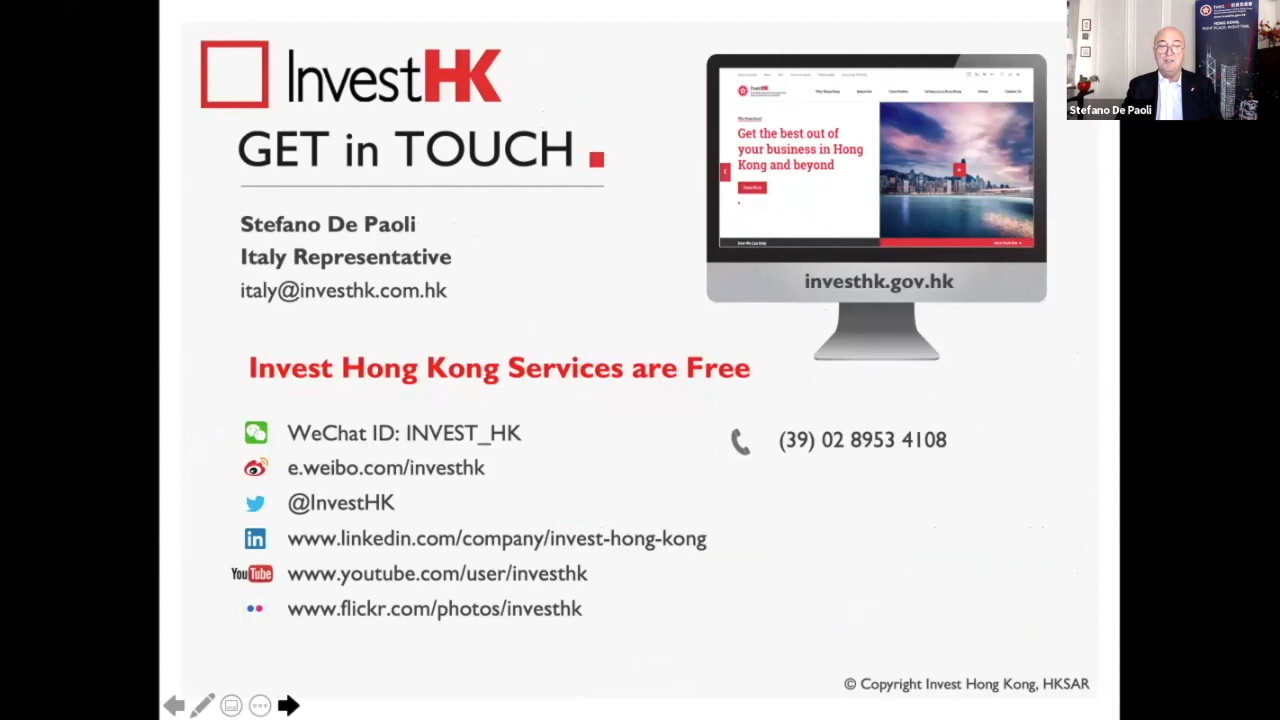 InvestHK
GET in TOUCH
Stefano De Paoli
Italy Representative
italy@investhk.com.hk
InvestHK
Get the best out of
your business in Hong
Kong and beyond
investhk.gov.hk
Invest Hong Kong Services are Free
WeChat ID: INVEST_HK
e.weibo.com/investhk
@InvestHK
in www.linkedin.com/company/invest-hong-kong
YouTube www.youtube.com/user/investhk
www.flickr.com/photos/investhk
(39) 02 8953 4108
© Copyright Invest Hong Kong, HKSAR
Stefano De Paoli